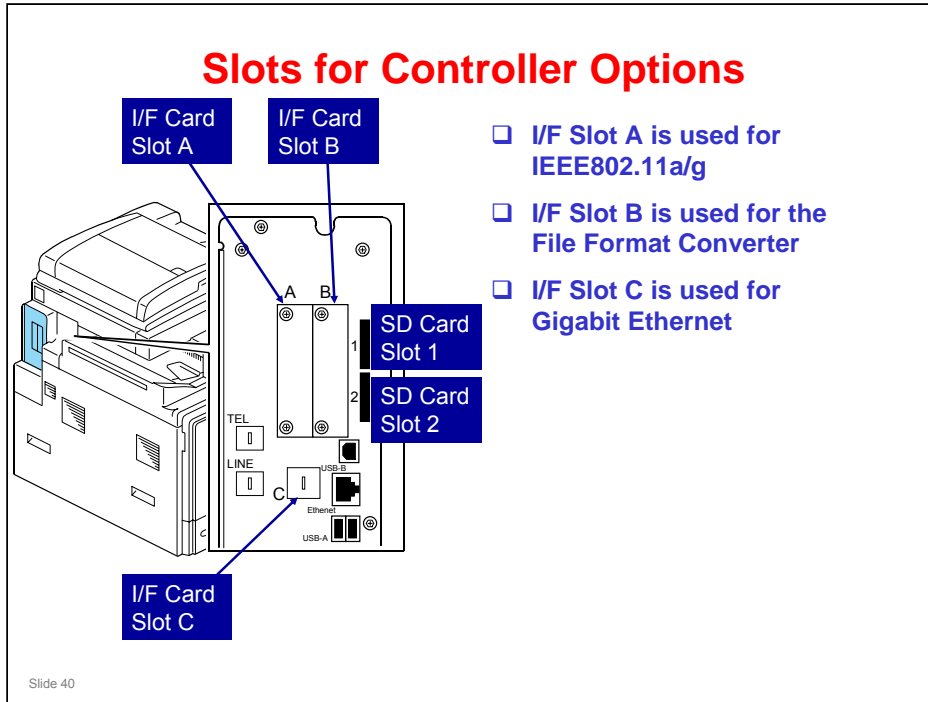 Slots for Controller Options
I/F Card
Slot A
I/F Card
Slot B
❑ I/F Slot A is used for
IEEE802.11a/g
❑ I/F Slot B is used for the
File Format Converter
❑ I/F Slot C is used for
Gigabit Ethernet
A
B
1
SD Card
Slot 1
2
SD Card
Slot 2
TEL
LINE
C
USB-B
Ethenet
USB-A
I/F Card
Slot C
Slide 40